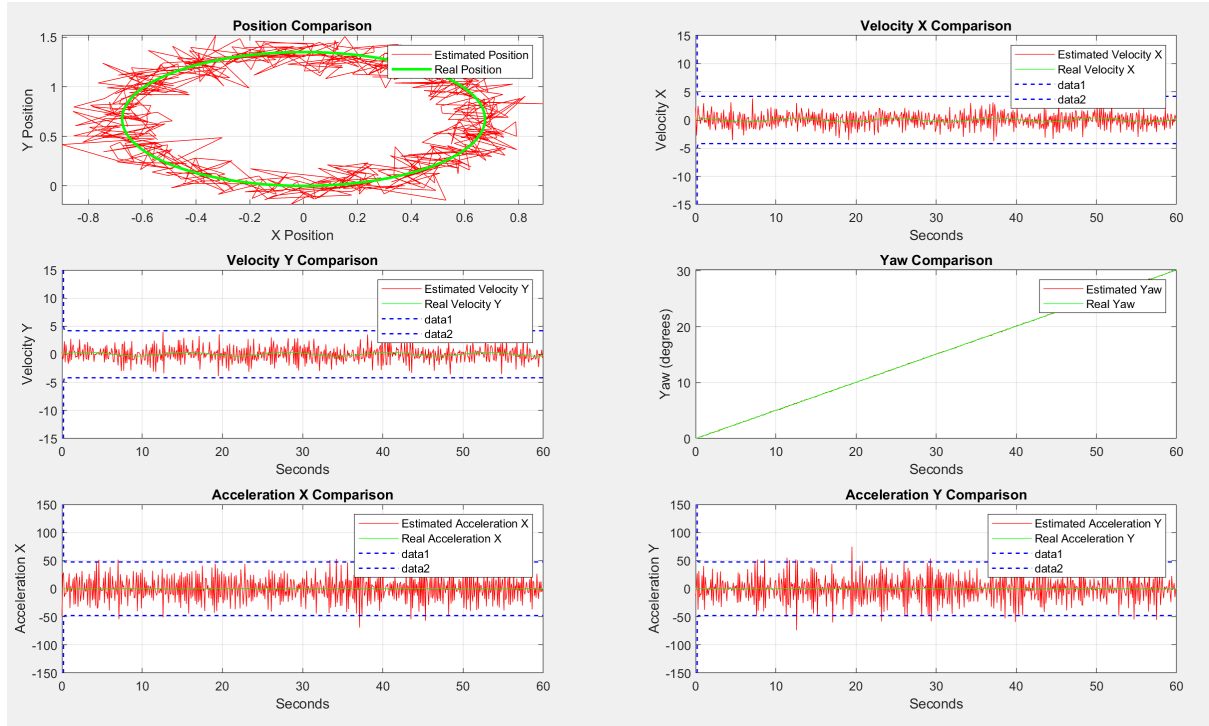 Position Comparison
Estimated Position
Real Position
1.5
1
0.5
0
Y Position
-0.8
-0.6
-0.4
-0.2
0
0.2
0.4
0.6
0.8
X Position
Velocity X Comparison
Estimated Velocity X
Real Velocity X
data1
data2
15
10
5
0
-5
-10
-15
Velocity X
0
10
20
30
40
50
60
Seconds
Velocity Y Comparison
Estimated Velocity Y
Real Velocity Y
data1
data2
15
10
5
0
-5
-10
-15
Velocity Y
0
10
20
30
40
50
60
Seconds
Yaw Comparison
Estimated Yaw
Real Yaw
30
20
10
0
Yaw (degrees)
0
10
20
30
40
50
60
Seconds
Acceleration X Comparison
Estimated Acceleration X
Real Acceleration X
data1
data2
150
100
50
0
-50
-100
-150
Acceleration X
0
10
20
30
40
50
60
Seconds
Acceleration Y Comparison
Estimated Acceleration Y
Real Acceleration Y
data1
data2
150
100
50
0
-50
-100
-150
Acceleration Y
0
10
20
30
40
50
60
Seconds